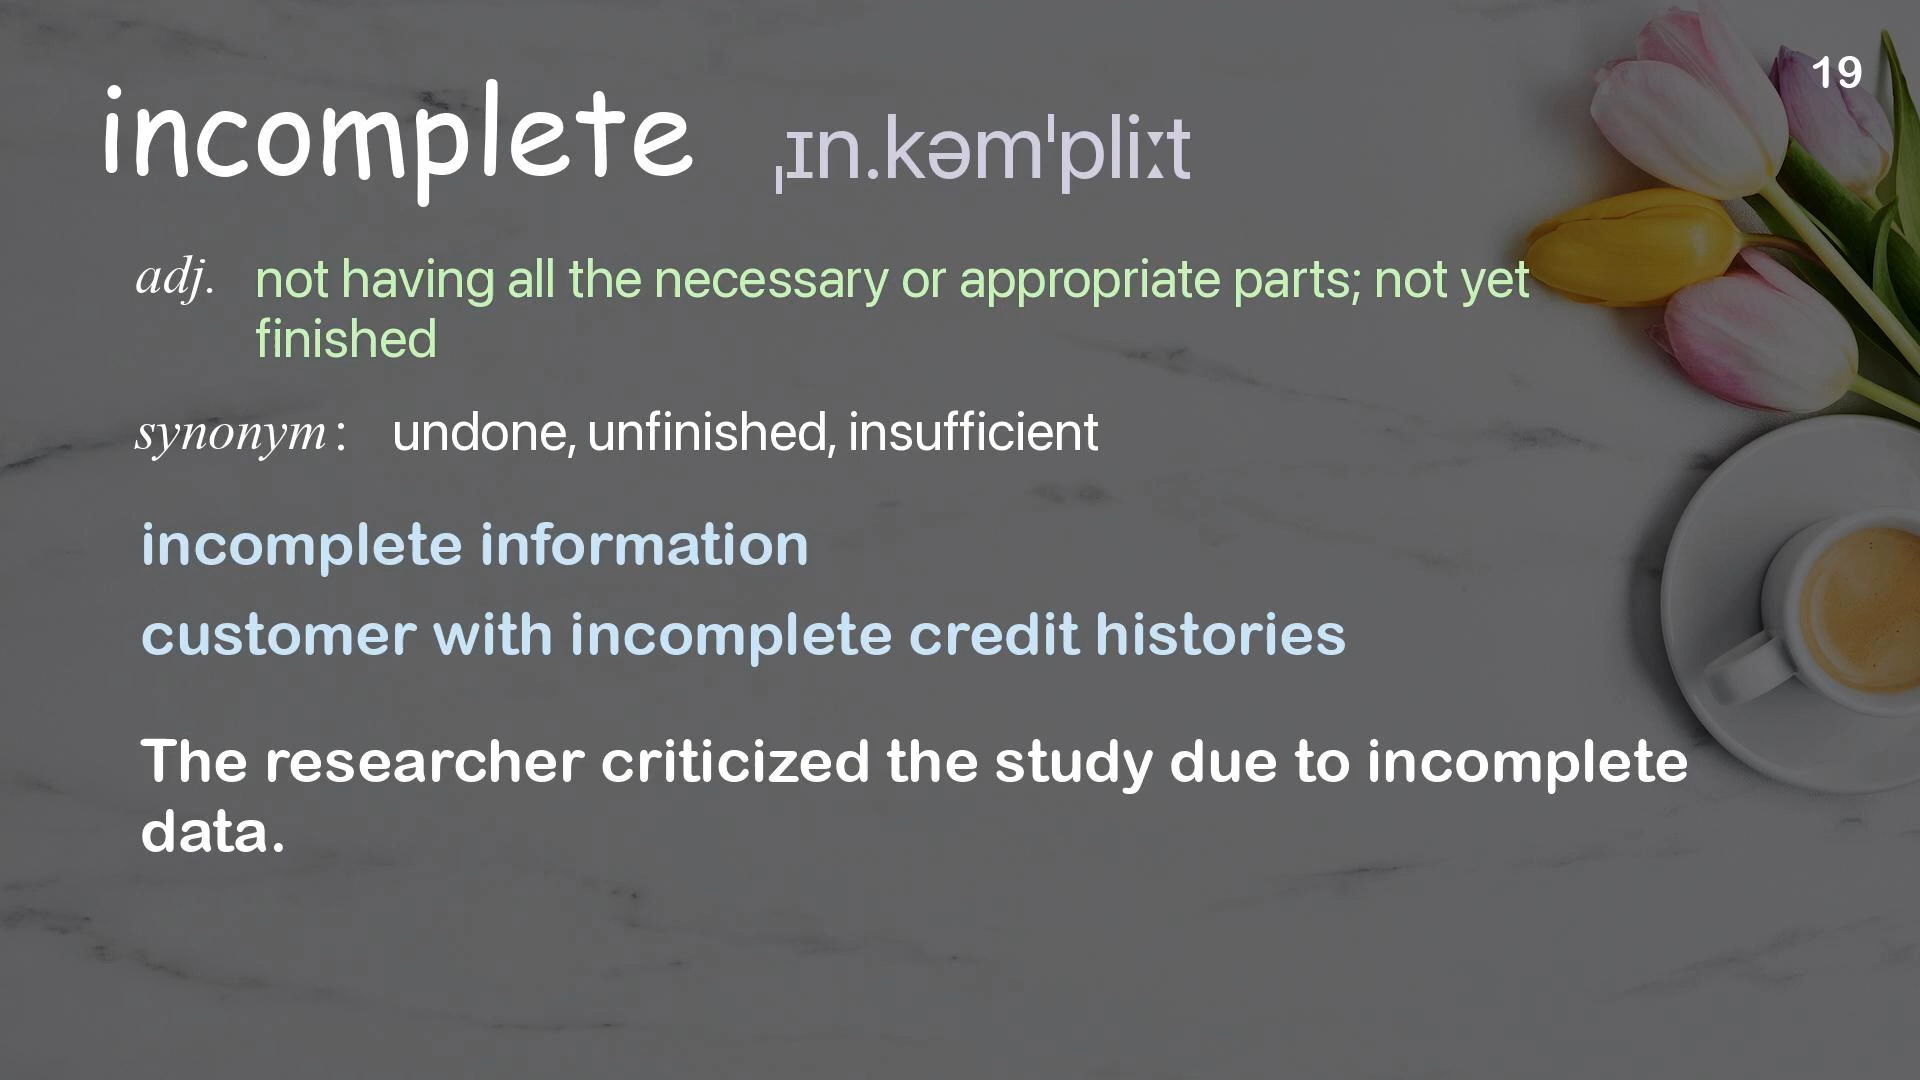 19
incomplete ˌɪn.kəmˈpliːt
adj. not having all the necessary or appropriate parts; not yet
finished
synonym: undone, unfinished, insufficient
incomplete information
customer with incomplete credit histories
The researcher criticized the study due to incomplete
data.